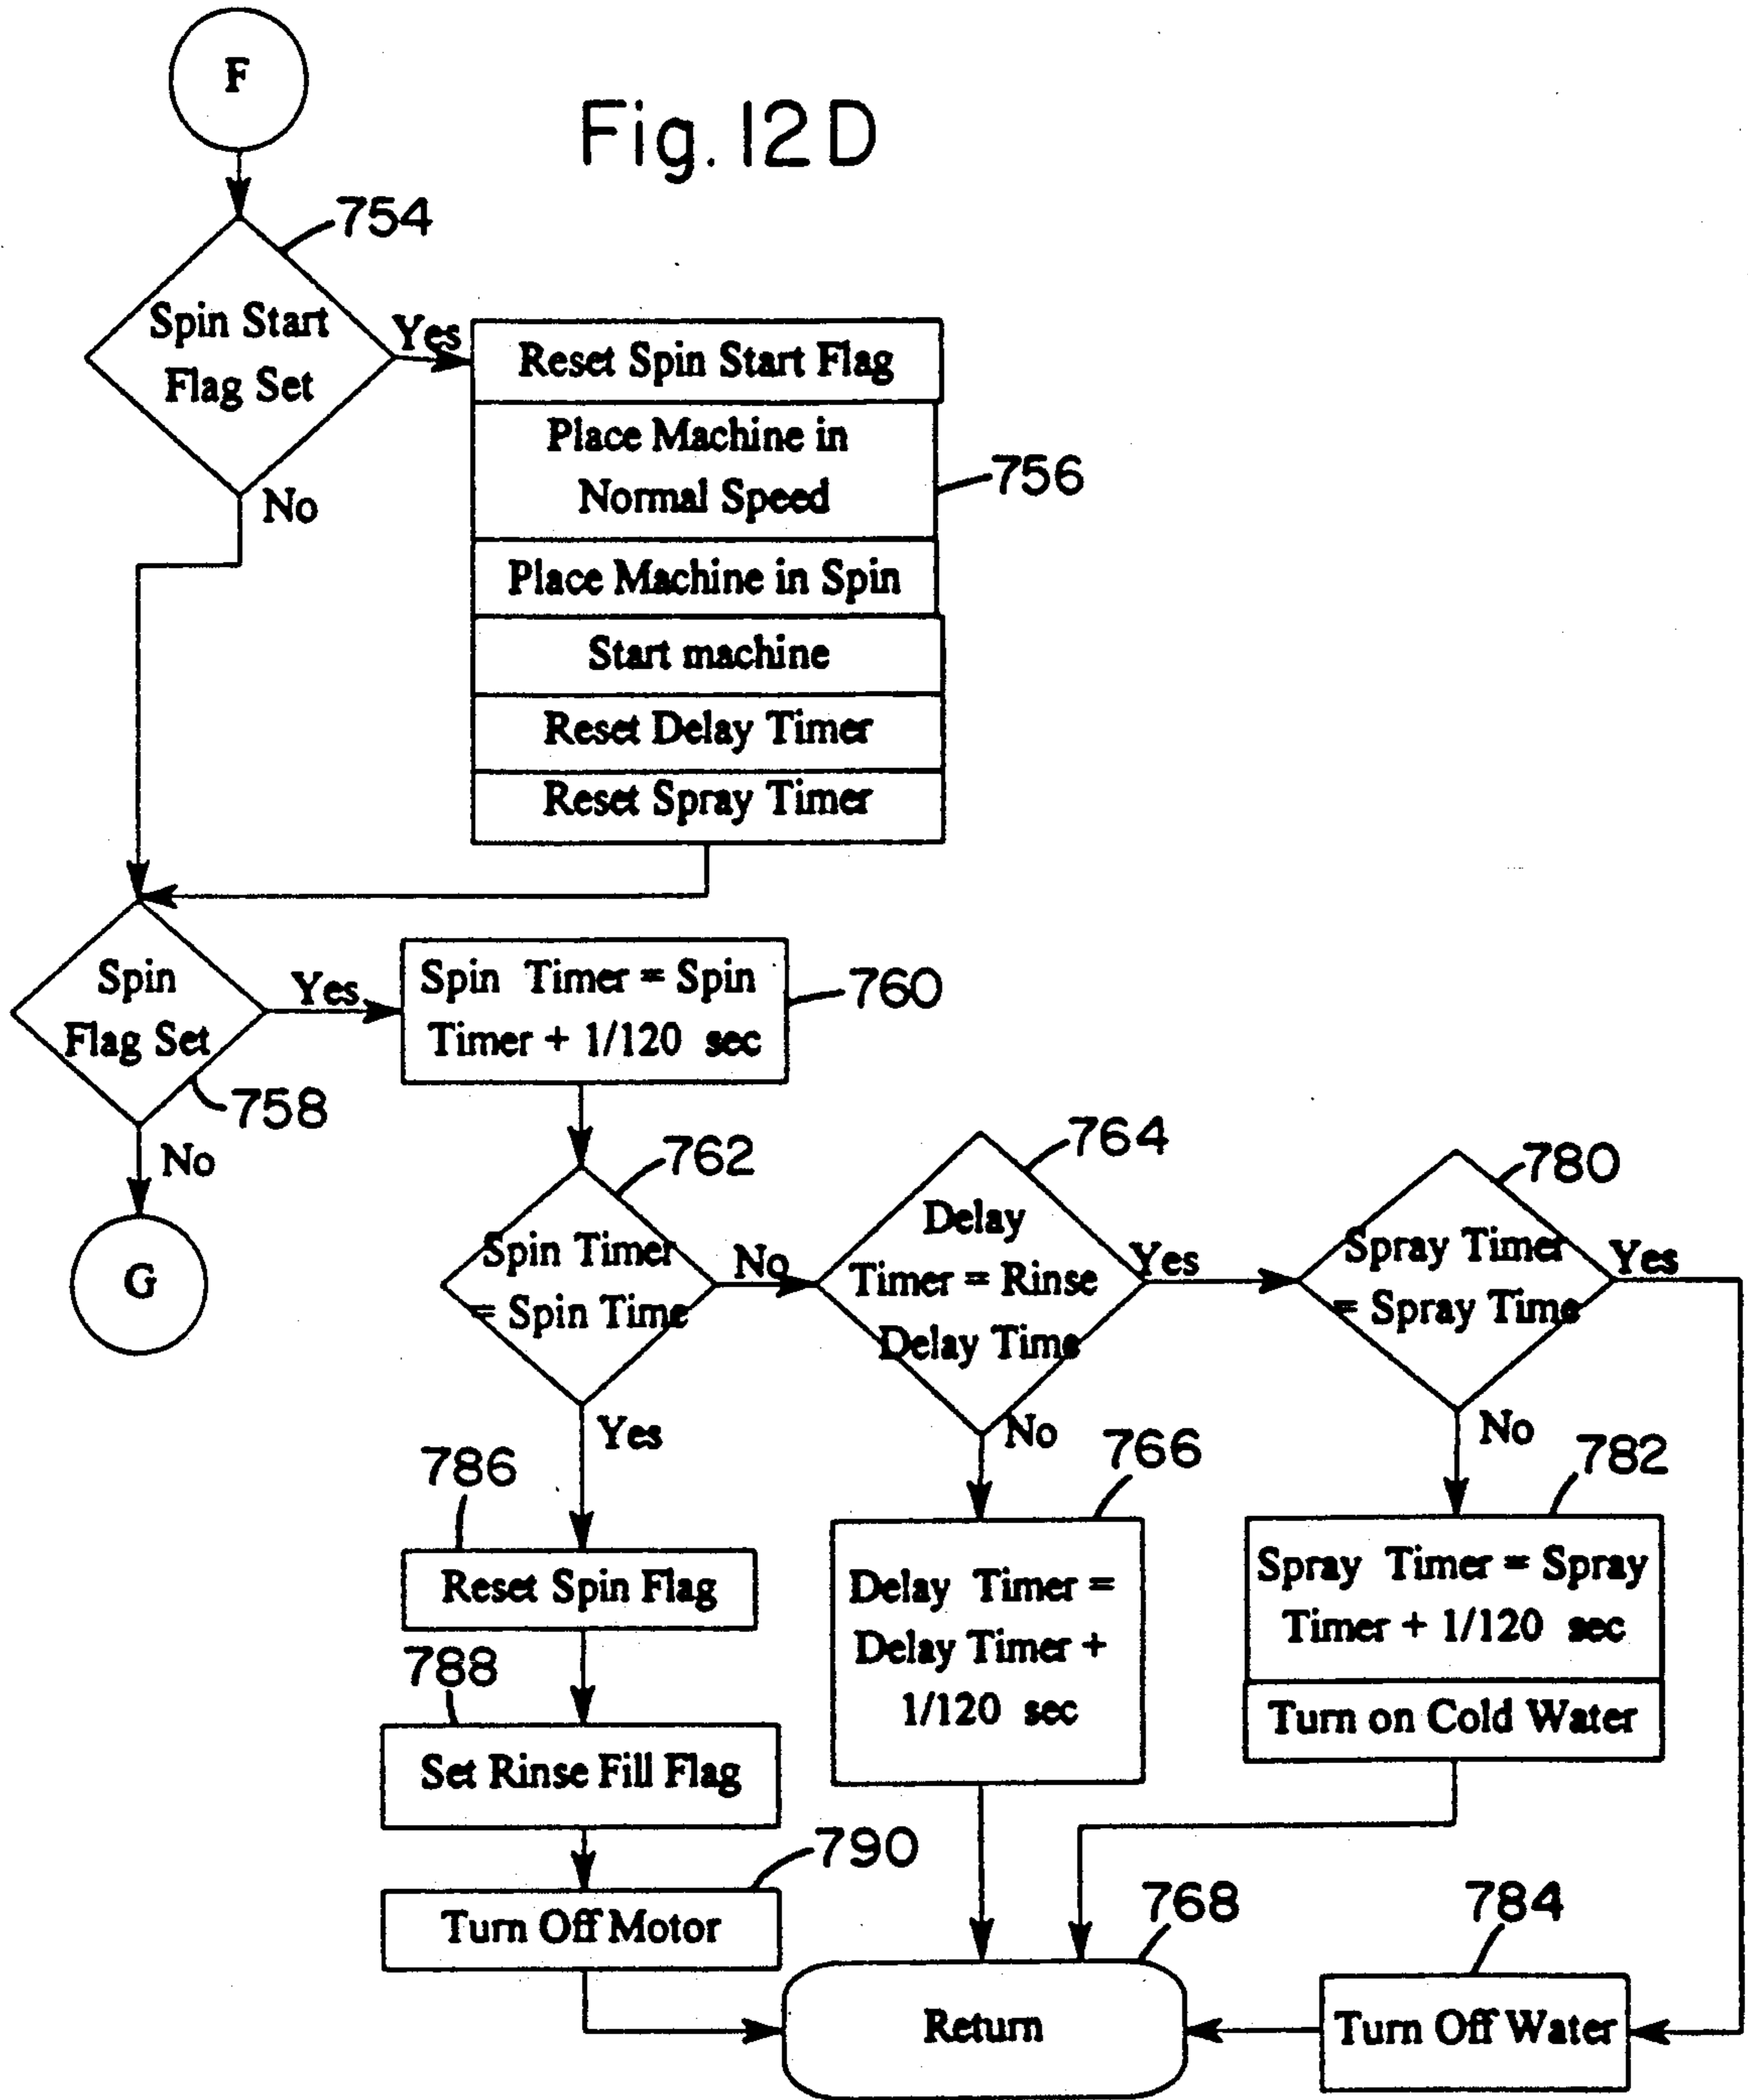 F
Fig. 12D
754
Spin Start
Flag Set
Yes
No
Reset Spin Start Flag
Place Machine in
Normal Speed
756
Place Machine in Spin
Start machine
Reset Delay Timer
Reset Spray Timer
Spin
Flag Set
Yes
758
No
G
Spin Timer = Spin
Timer + 1/120 sec
760
762
Spin Timer
= Spin Time
No
Yes
764
Delay
Timer = Rinse
Delay Time
Yes
No
780
Spray Timer
= Spray Time
Yes
No
786
Reset Spin Flag
788
Set Rinse Fill Flag
790
Turn Off Motor
766
Delay Timer =
Delay Timer +
1/120 sec
782
Spray Timer = Spray
Timer + 1/120 sec
Turn on Cold Water
768
Return
784
Turn Off Water